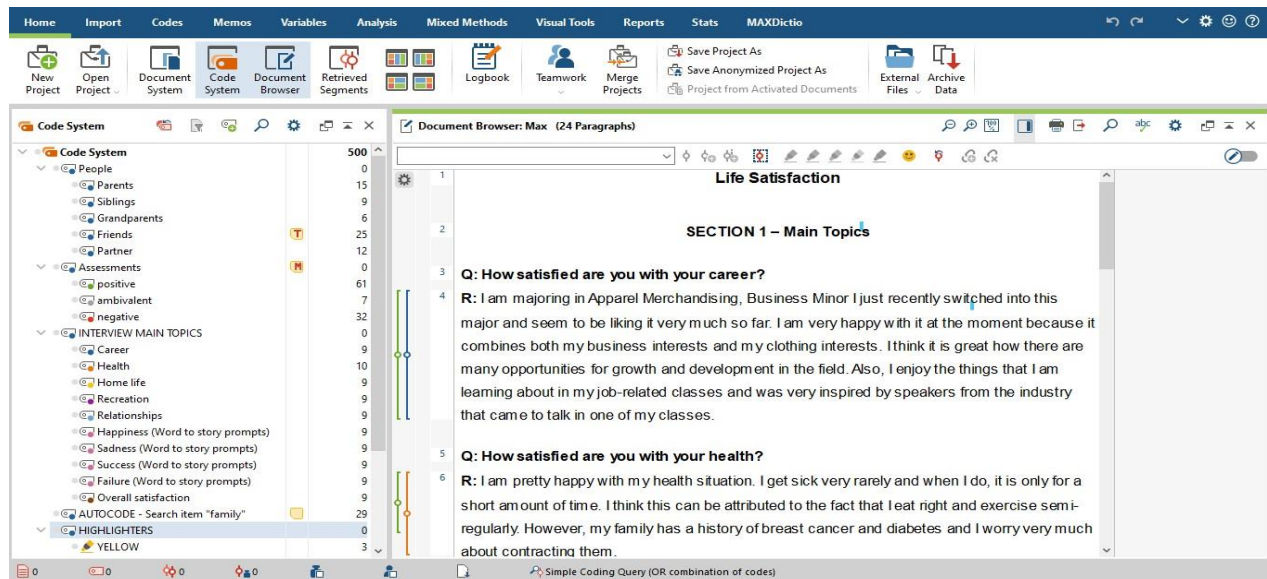 Home Import Codes Memos Variables Analysis Mixed Methods Visual Tools Reports Stats MAXDictio
New Project
Open Project
Document System
Code System
Document Browser
Retrieved Segments
Logbook
Teamwork
Merge Projects
Save Project As
Save Anonymized Project As
Project from Activated Documents
External Files
Archive Data
Code System
Code System 500
People 0
Parents 15
Siblings 9
Grandparents 6
Friends T 25
Partner 12
Assessments M 0
positive 61
ambivalent 7
negative 32
INTERVIEW MAIN TOPICS 0
Career 9
Health 10
Home life 9
Recreation 9
Relationships 9
Happiness (Word to story prompts) 9
Sadness (Word to story prompts) 9
Success (Word to story prompts) 9
Failure (Word to story prompts) 9
Overall satisfaction 9
AUTOCODE - Search item "family" 29
HIGHLIGHTERS 0
YELLOW 3
Document Browser: Max (24 Paragraphs)
abc
1 Life Satisfaction
2 SECTION 1 – Main Topics
3 Q: How satisfied are you with your career?
4 R: I am majoring in Apparel Merchandising, Business Minor I just recently switched into this
major and seem to be liking it very much so far. I am very happy with it at the moment because it
combines both my business interests and my clothing interests. I think it is great how there are
many opportunities for growth and development in the field. Also, I enjoy the things that I am
learning about in my job-related classes and was very inspired by speakers from the industry
that came to talk in one of my classes.
5 Q: How satisfied are you with your health?
6 R: I am pretty happy with my health situation. I get sick very rarely and when I do, it is only for a
short amount of time. I think this can be attributed to the fact that I eat right and exercise semi-
regularly. However, my family has a history of breast cancer and diabetes and I worry very much
about contracting them.
0 0 0 0 Simple Coding Query (OR combination of codes)